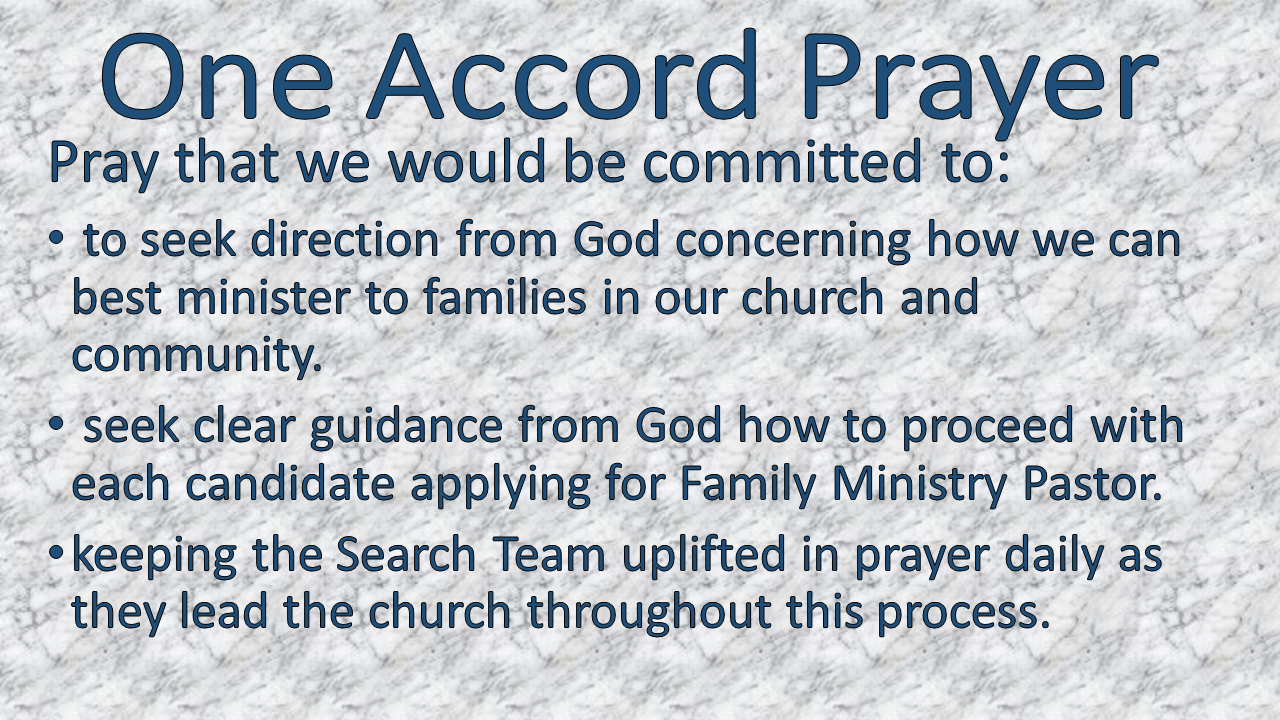 One Accord Prayer
Pray that we would be committed to:
• to seek direction from God concerning how we can
best minister to families in our church and
community.
• seek clear guidance from God how to proceed with
each candidate applying for Family Ministry Pastor.
• keeping the Search Team uplifted in prayer daily as
they lead the church throughout this process.